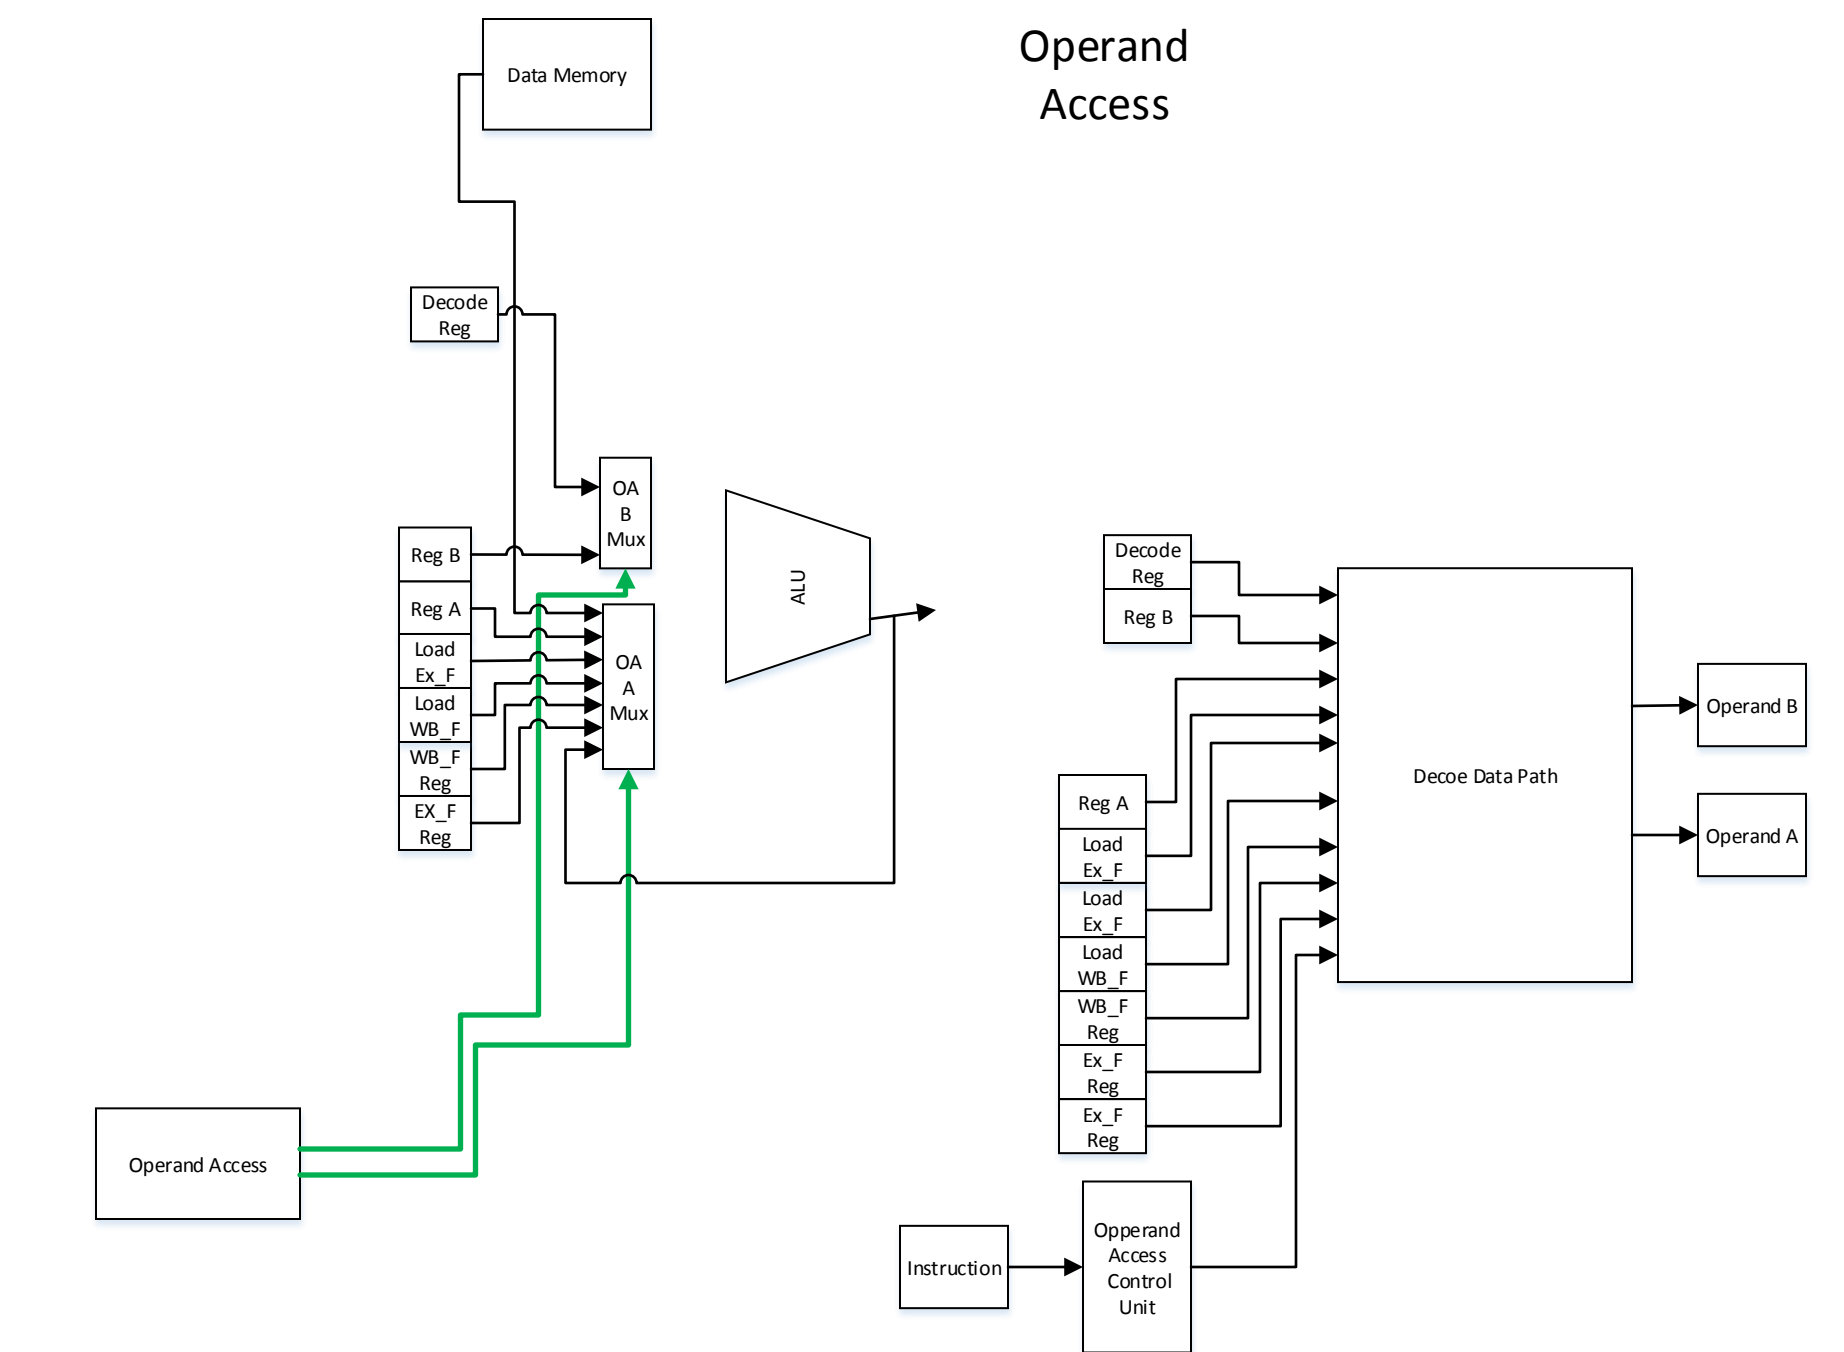 Operand
Access
Data Memory
Decode
Reg
OA
B
Mux
Reg B
Reg A
Load
Ex_F
Load
WB_F
WB_F
Reg
EX_F
Reg
OA
A
Mux
ALU
Operand Access
Decode
Reg
Reg B
Reg A
Load
Ex_F
Load
Ex_F
Load
WB_F
WB_F
Reg
Ex_F
Reg
Ex_F
Reg
Decoe Data Path
Operand B
Operand A
Instruction
Opperand
Access
Control
Unit